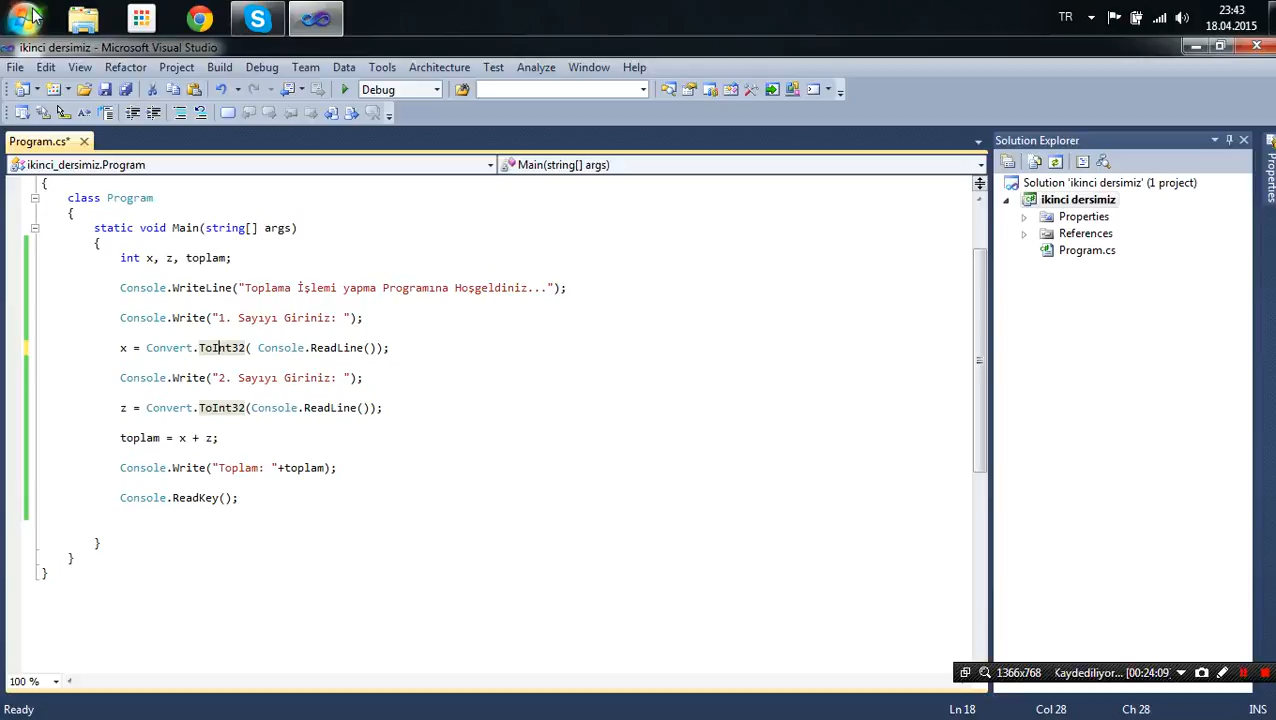 TR
23:43
18.04.2015
ikinci dersimiz - Microsoft Visual Studio
File Edit View Refactor Project Build Debug Team Data Tools Architecture Test Analyze Window Help
Debug
Program.cs*
Solution Explorer
ikinci_dersimiz.Program
Main(string[] args)
Properties
{
class Program
{
static void Main(string[] args)
{
int x, z, toplam;
Console.WriteLine("Toplama İşlemi yapma Programına Hoşgeldiniz...");
Console.Write("1. Sayıyı Giriniz: ");
x = Convert.ToInt32( Console.ReadLine());
Console.Write("2. Sayıyı Giriniz: ");
z = Convert.ToInt32(Console.ReadLine());
toplam = x + z;
Console.Write("Toplam: "+toplam);
Console.ReadKey();
}
}
}
Solution 'ikinci dersimiz' (1 project)
ikinci dersimiz
Properties
References
Program.cs
100 %
1366x768 Kaydediliyor... [00:24:09]
Ready
Ln 18 Col 28 Ch 28 INS